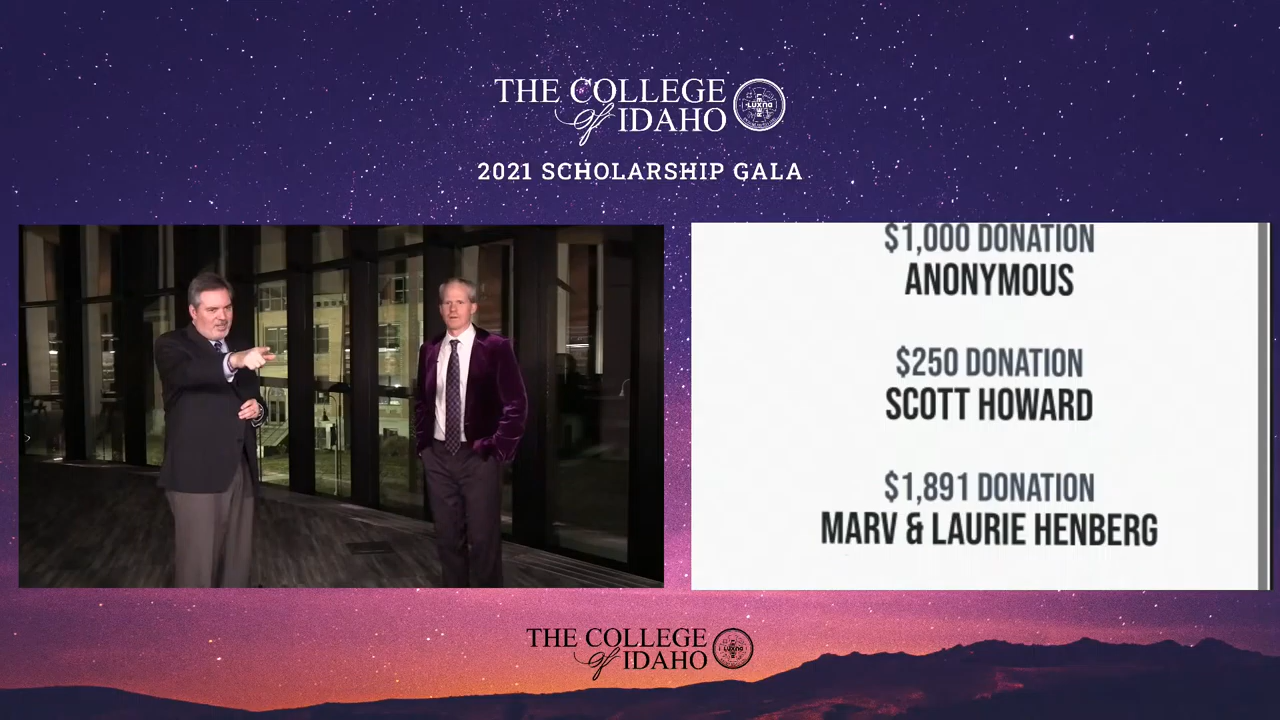 THE COLLEGE
of IDAHO
2021 SCHOLARSHIP GALA
$1,000 DONATION
ANONYMOUS
$250 DONATION
SCOTT HOWARD
$1,891 DONATION
MARV & LAURIE HENBERG
THE COLLEGE
of IDAHO